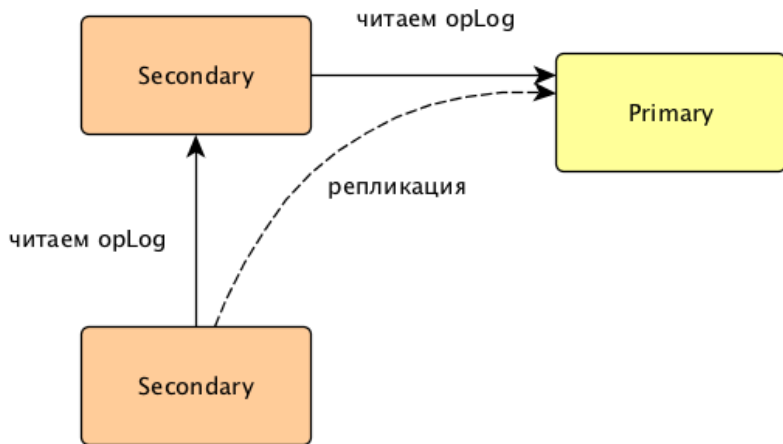 читаем opLog
Secondary
Primary
репликация
читаем opLog
Secondary